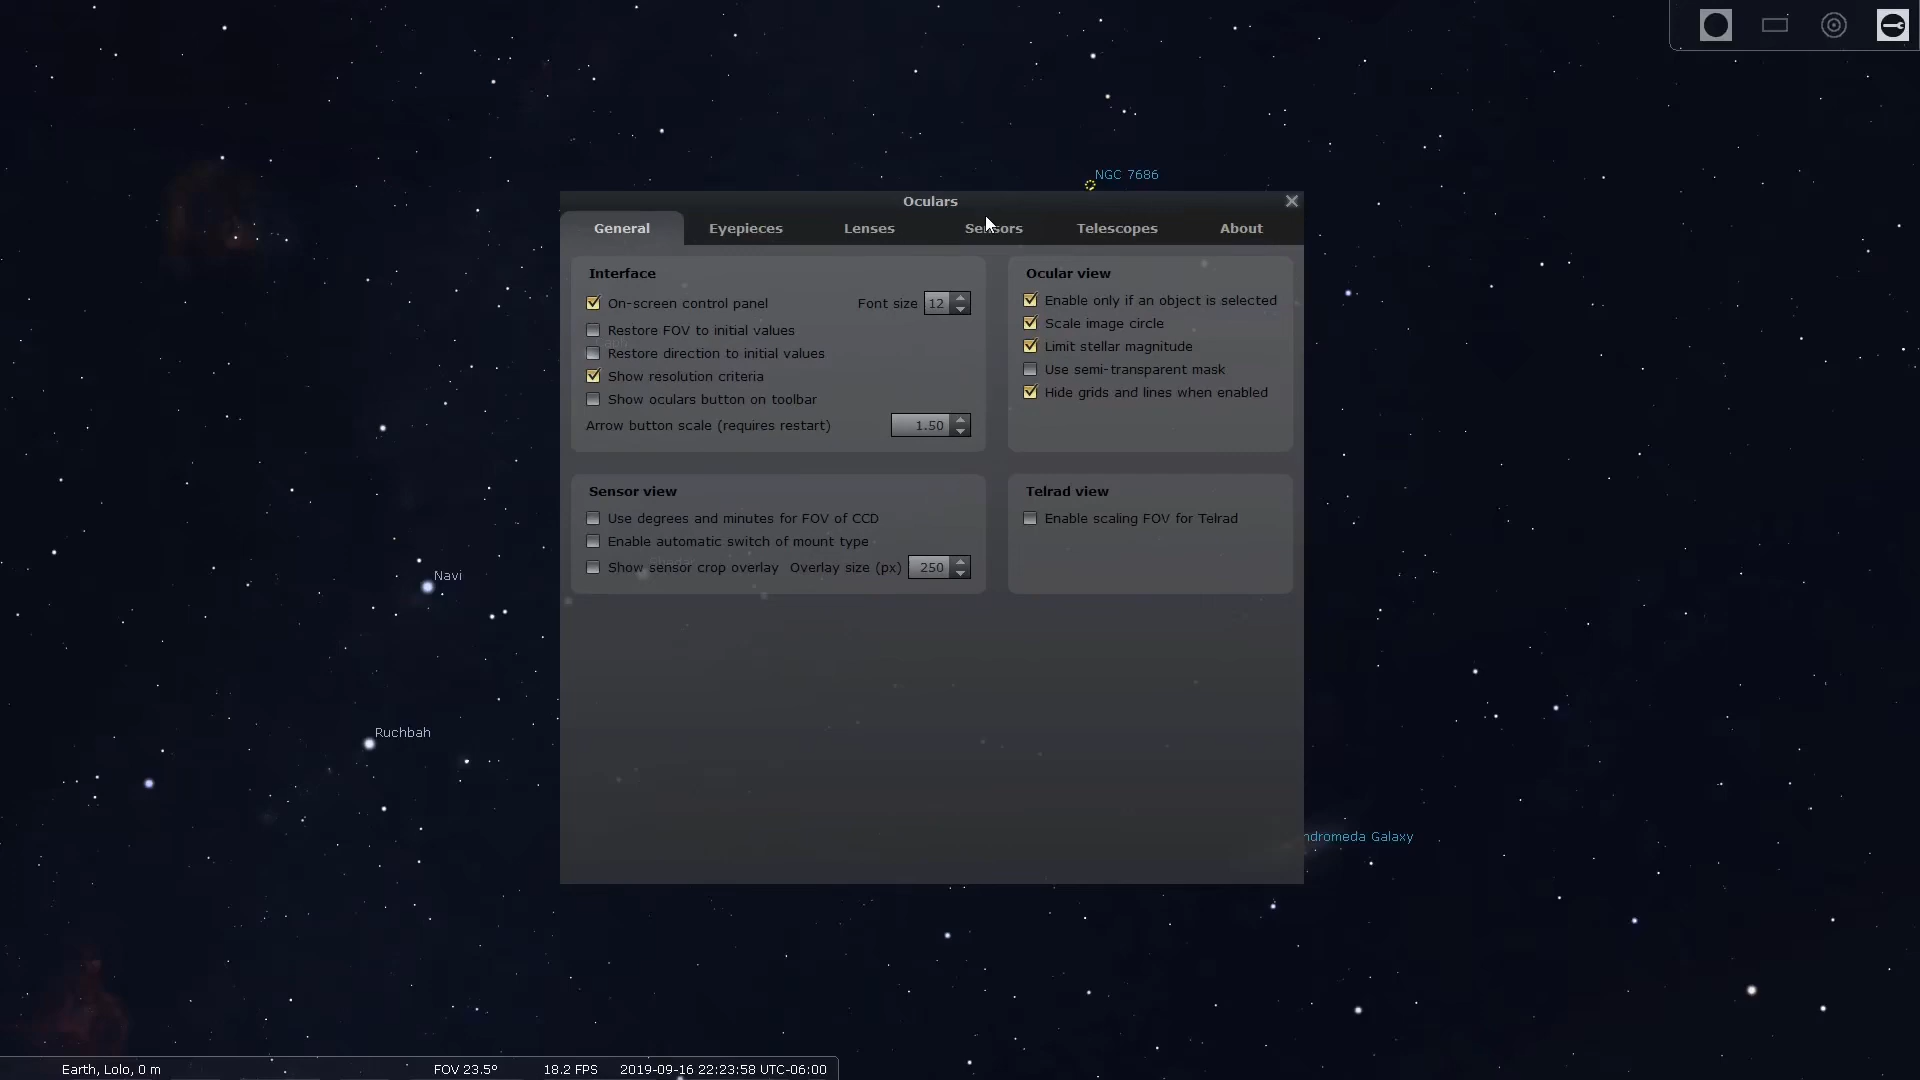 NGC 7686
Oculars
General Eyepieces Lenses Sensors Telescopes About
Interface
On-screen control panel Font size 12
Restore FOV to initial values
Restore direction to initial values
Show resolution criteria
Show oculars button on toolbar
Arrow button scale (requires restart) 1.50
Ocular view
Enable only if an object is selected
Scale image circle
Limit stellar magnitude
Use semi-transparent mask
Hide grids and lines when enabled
Sensor view
Use degrees and minutes for FOV of CCD
Enable automatic switch of mount type
Show sensor crop overlay Overlay size (px) 250
Telrad view
Enable scaling FOV for Telrad
Navi
Ruchbah
ndromeda Galaxy
Earth, Lolo, 0 m FOV 23.5° 18.2 FPS 2019-09-16 22:23:58 UTC-06:00